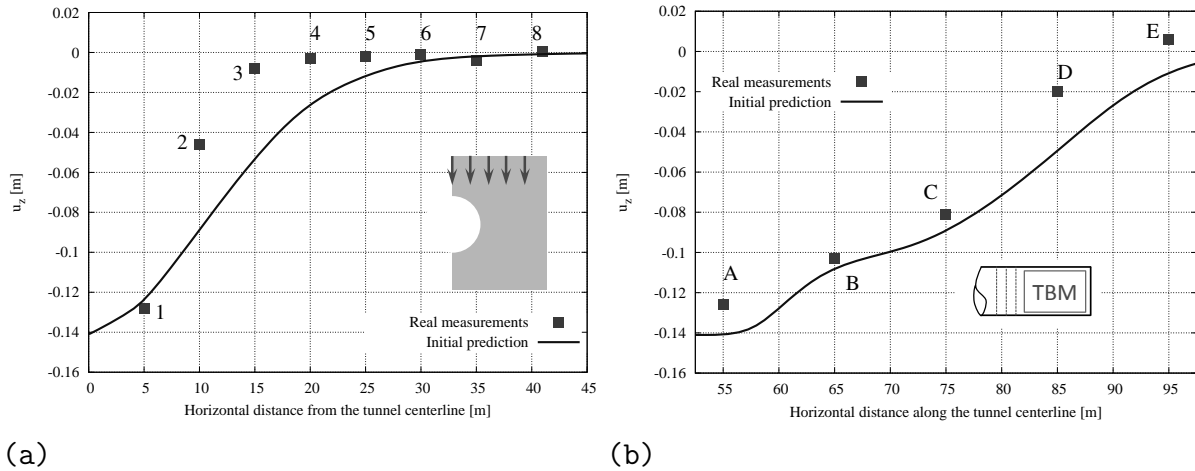 0
-0.02
-0.04
-0.06
-0.08
-0.1
-0.12
-0.14
-0.16
u_z [m]
1
2
3
4
5
6
7
8
Real measurements
Initial prediction
0 5 10 15 20 25 30 35 40 45
Horizontal distance from the tunnel centerline [m]
(a)
0
-0.02
-0.04
-0.06
-0.08
-0.1
-0.12
-0.14
-0.16
u_z [m]
Real measurements
Initial prediction
A
B
C
D
E
TBM
55 60 65 70 75 80 85 90 95
Horizontal distance along the tunnel centerline [m]
(b)